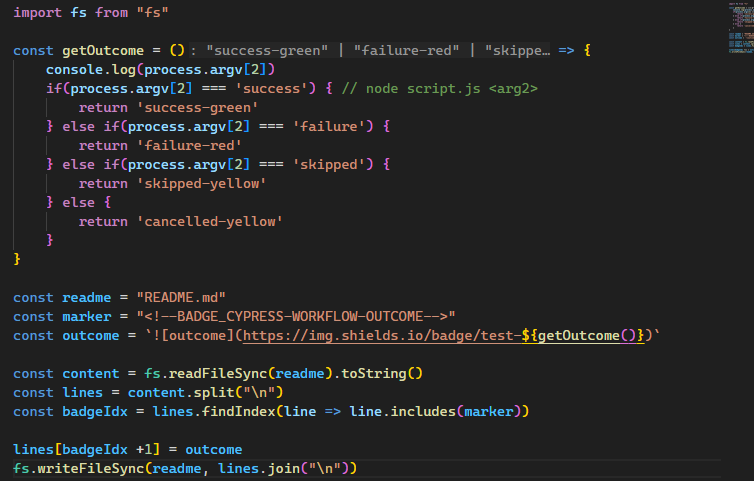 import fs from "fs"
const getOutcome = () : "success-green" | "failure-red" | "skippe… => {
console.log(process.argv[2])
if(process.argv[2] === 'success') { // node script.js <arg2>
return 'success-green'
} else if(process.argv[2] === 'failure') {
return 'failure-red'
} else if(process.argv[2] === 'skipped') {
return 'skipped-yellow'
} else {
return 'cancelled-yellow'
}
}
const readme = "README.md"
const marker = "<!--BADGE_CYPRESS-WORKFLOW-OUTCOME-->"
const outcome = `![outcome](https://img.shields.io/badge/test-${getOutcome()})`
const content = fs.readFileSync(readme).toString()
const lines = content.split("\n")
const badgeIdx = lines.findIndex(line => line.includes(marker))
lines[badgeIdx +1] = outcome
fs.writeFileSync(readme, lines.join("\n"))